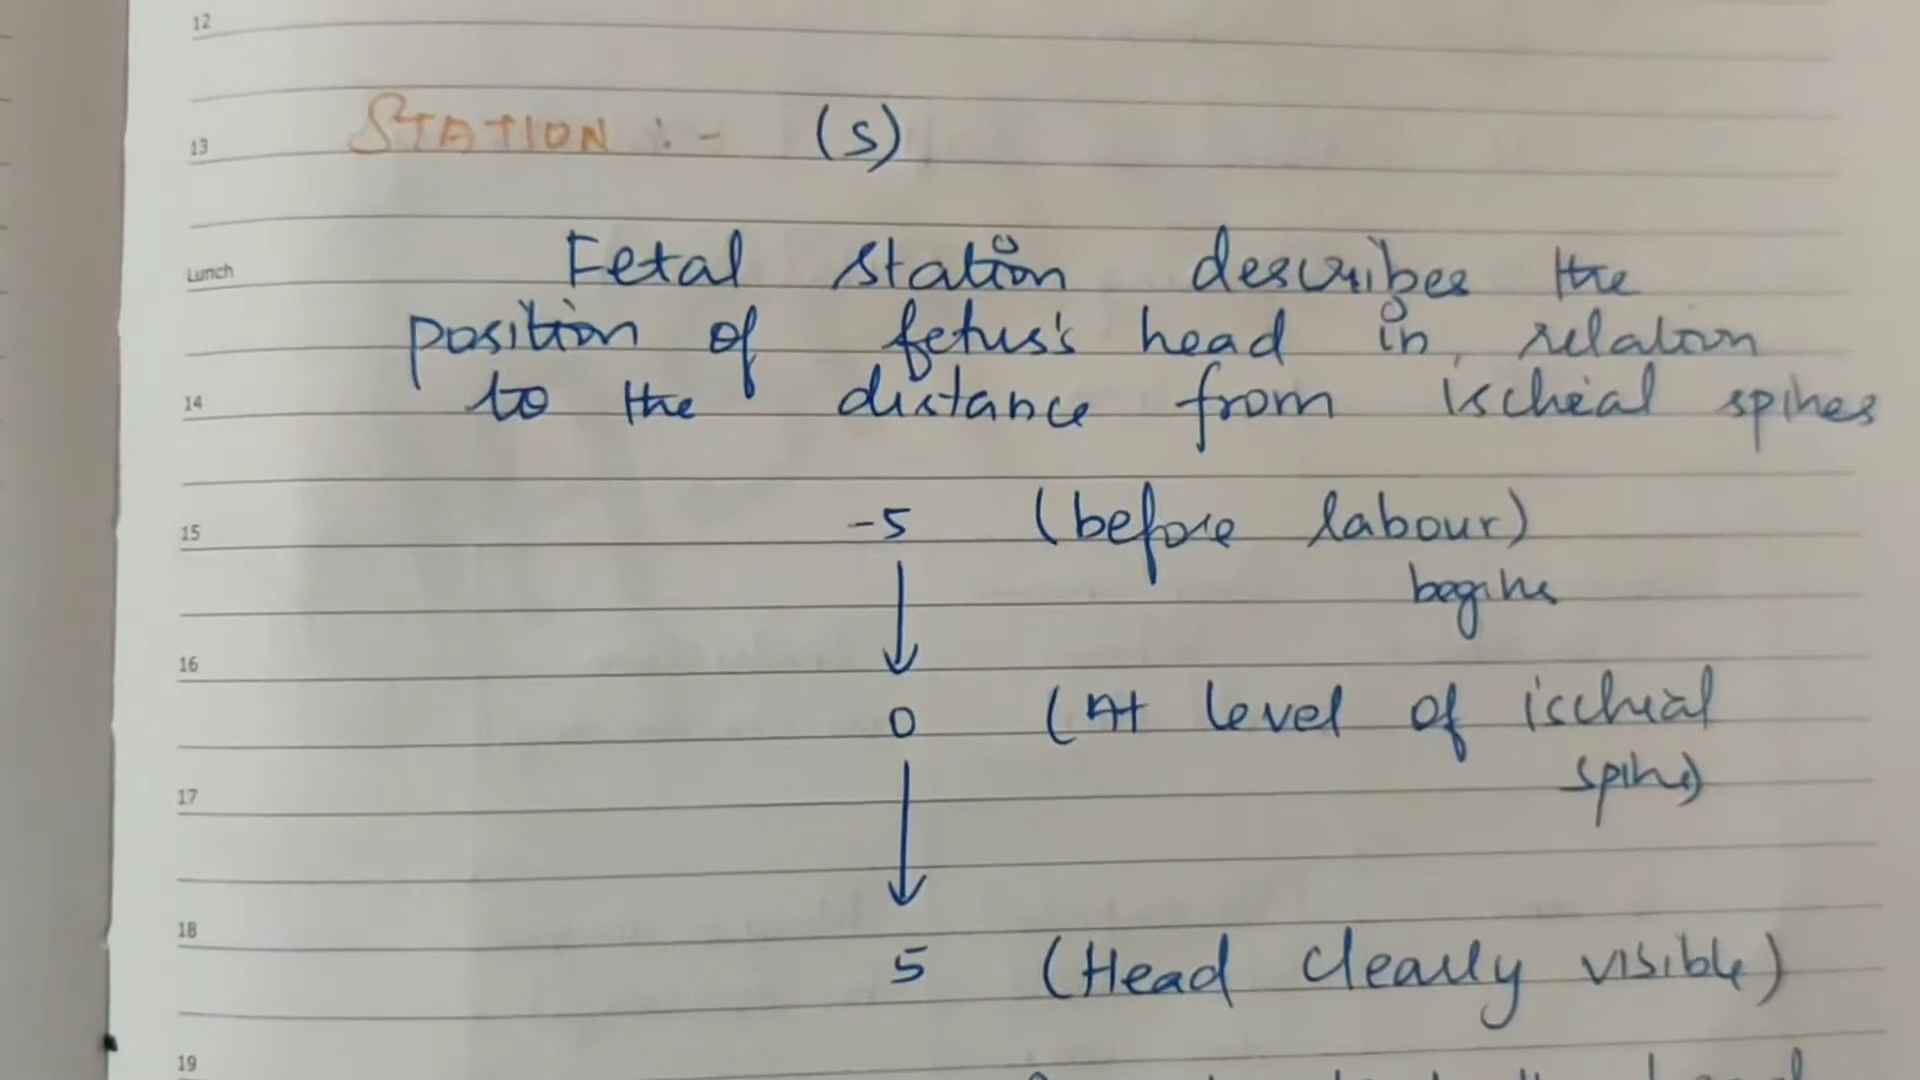 12
13 STATION :- (S)
Lunch Fetal station describes the
position of fetus's head in relation
14 to the distance from ischial spines
15 -5 (before labour)
begins
16
0 (At level of ischial
17 spine)
18
5 (Head clearly visible)
19